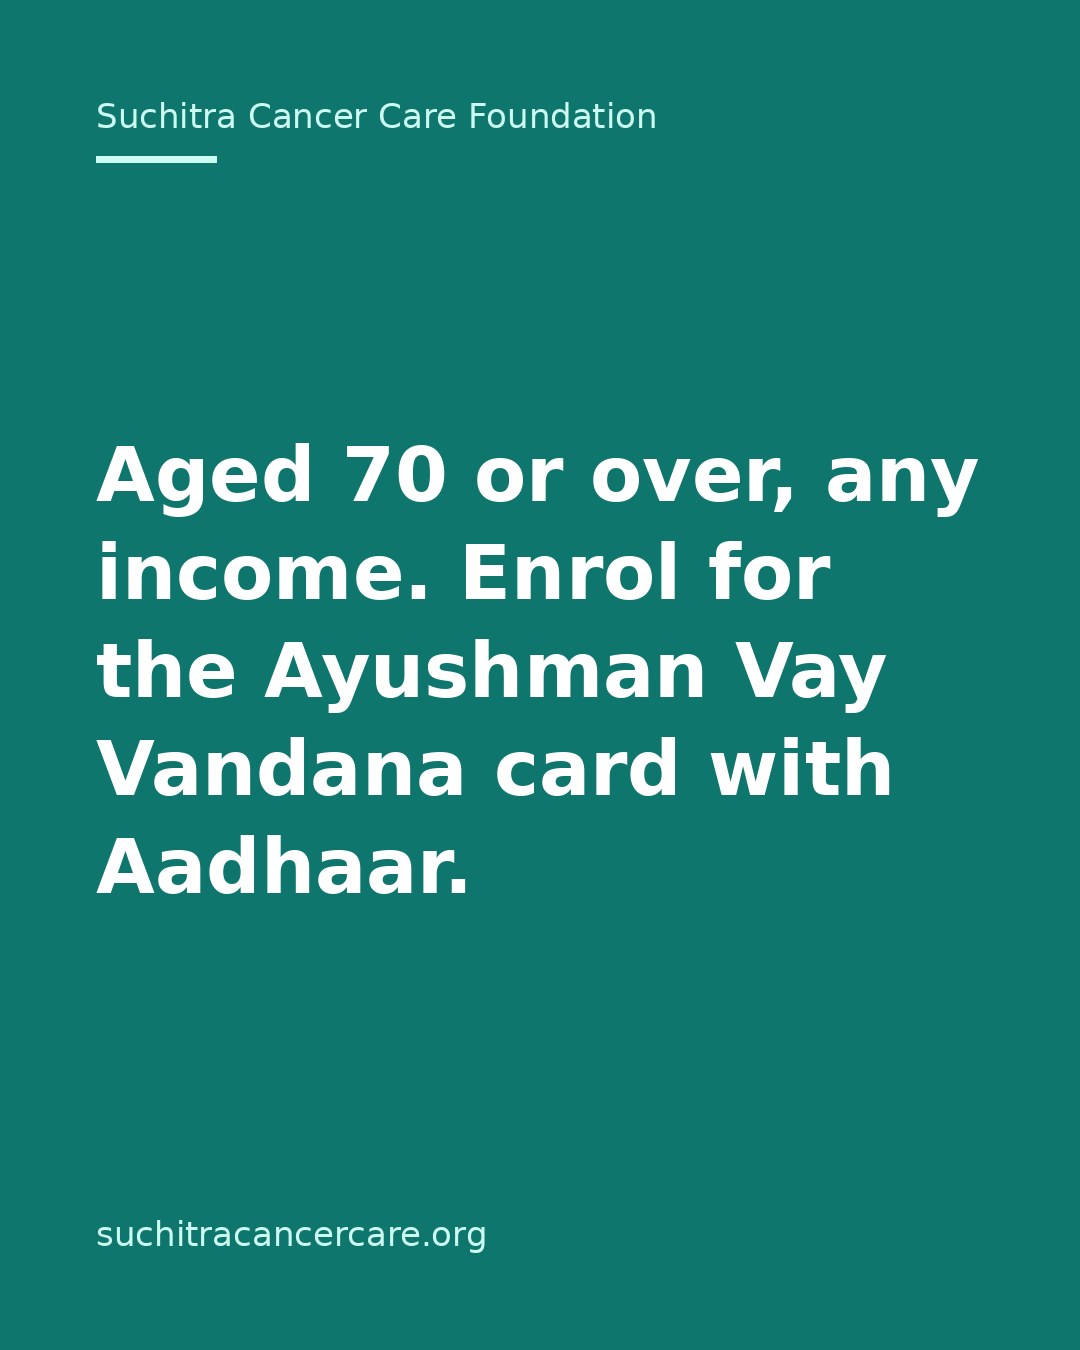 Suchitra Cancer Care Foundation
Aged 70 or over, any
income. Enrol for
the Ayushman Vay
Vandana card with
Aadhaar.
suchitracancercare.org